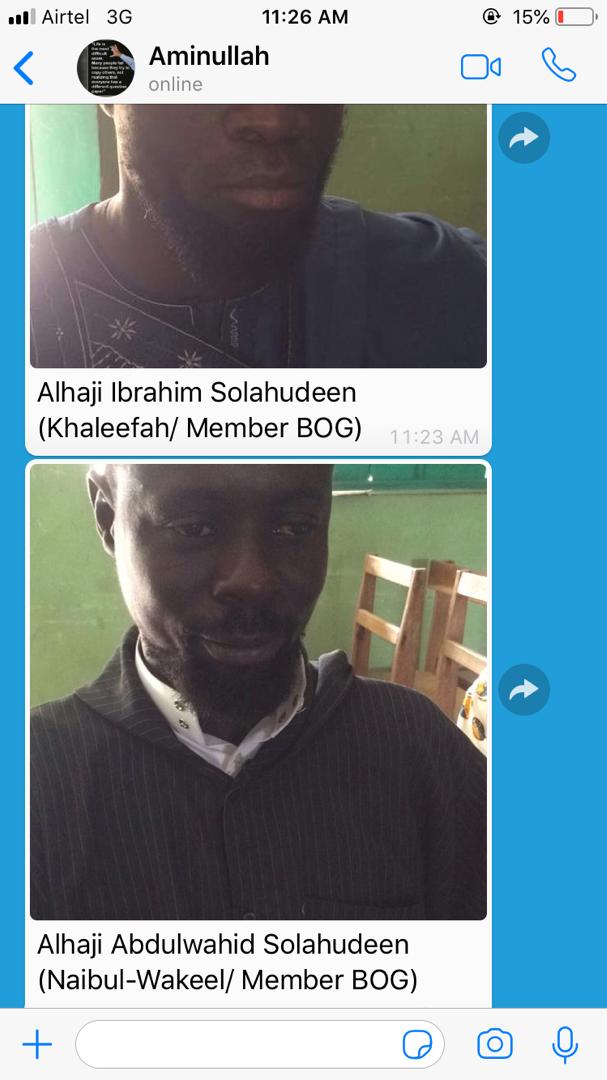 Airtel 3G 11:26 AM 15%
Aminullah
online
Alhaji Ibrahim Solahudeen
(Khaleefah/ Member BOG) 11:23 AM
Alhaji Abdulwahid Solahudeen
(Naibul-Wakeel/ Member BOG)